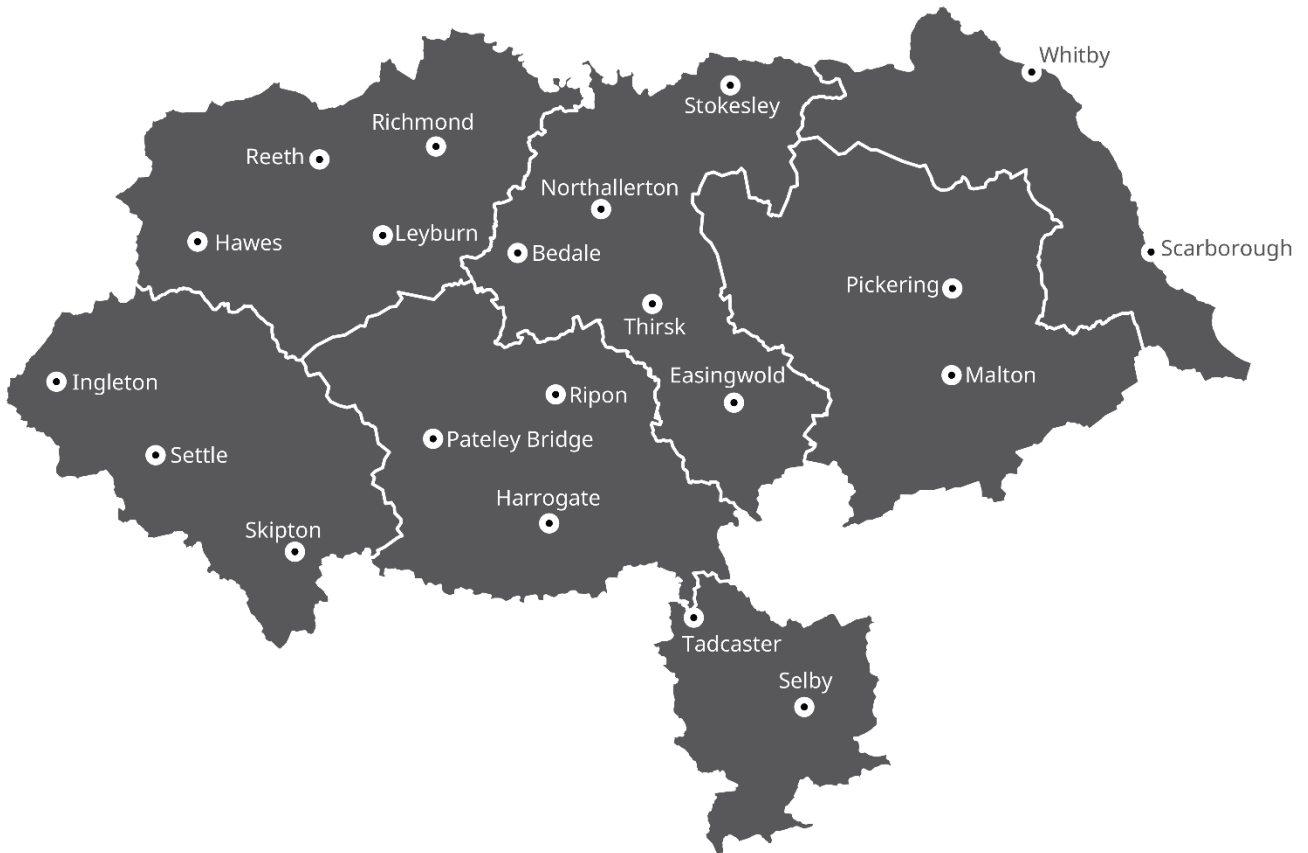 Whitby
Stokesley
Richmond
Reeth
Northallerton
Hawes
Leyburn
Bedale
Scarborough
Pickering
Thirsk
Ingleton
Easingwold
Malton
Ripon
Pateley Bridge
Settle
Harrogate
Skipton
Tadcaster
Selby